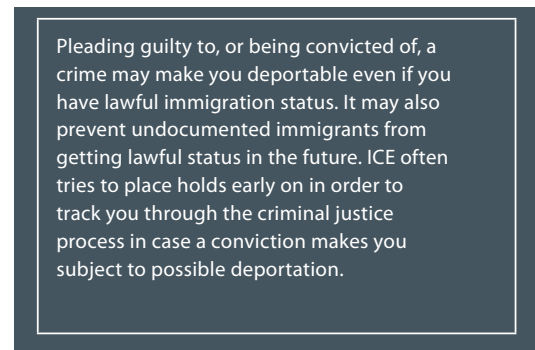 Pleading guilty to, or being convicted of, a
crime may make you deportable even if you
have lawful immigration status. It may also
prevent undocumented immigrants from
getting lawful status in the future. ICE often
tries to place holds early on in order to
track you through the criminal justice
process in case a conviction makes you
subject to possible deportation.